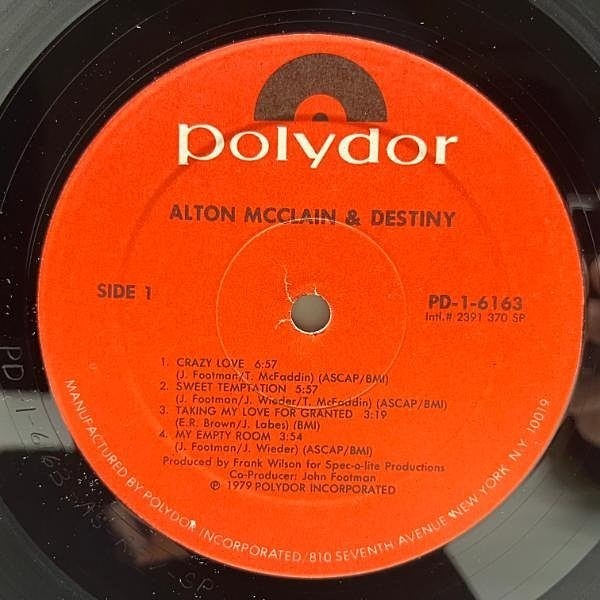 polydor
ALTON MCCLAIN & DESTINY
SIDE 1
PD-1-6163
Intl.# 2391 370 SP
1. CRAZY LOVE 6:57
(J. Footman/T. McFaddin) (ASCAP/BMI)
2. SWEET TEMPTATION 5:57
(J. Footman/J. Wieder/T. McFaddin) (ASCAP/BMI)
3. TAKING MY LOVE FOR GRANTED 3:19
(E.R. Brown/J. Labes) (BMI)
4. MY EMPTY ROOM 3:54
(J. Footman/J. Wieder) (ASCAP/BMI)
Produced by Frank Wilson for Spec-o-lite Productions
Co-Producer: John Footman
℗ 1979 POLYDOR INCORPORATED
MANUFACTURED BY POLYDOR INCORPORATED/810 SEVENTH AVENUE/NEW YORK, N.Y. 10019